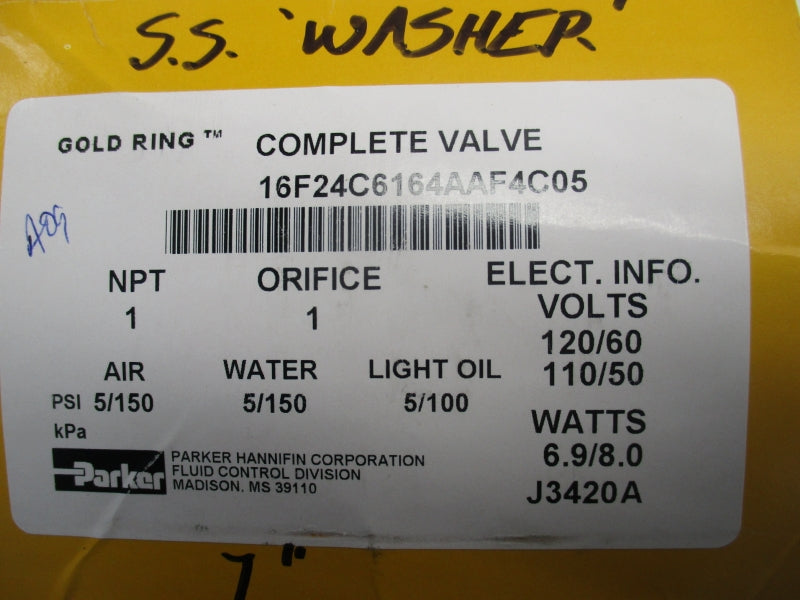 S.S. 'WASHER'
GOLD RING™ COMPLETE VALVE
16F24C6164AAF4C05
A09
NPT ORIFICE ELECT. INFO.
1 1 VOLTS
120/60
110/50
AIR WATER LIGHT OIL
PSI 5/150 5/150 5/100
kPa
WATTS
6.9/8.0
J3420A
Parker
PARKER HANNIFIN CORPORATION
FLUID CONTROL DIVISION
MADISON. MS 39110